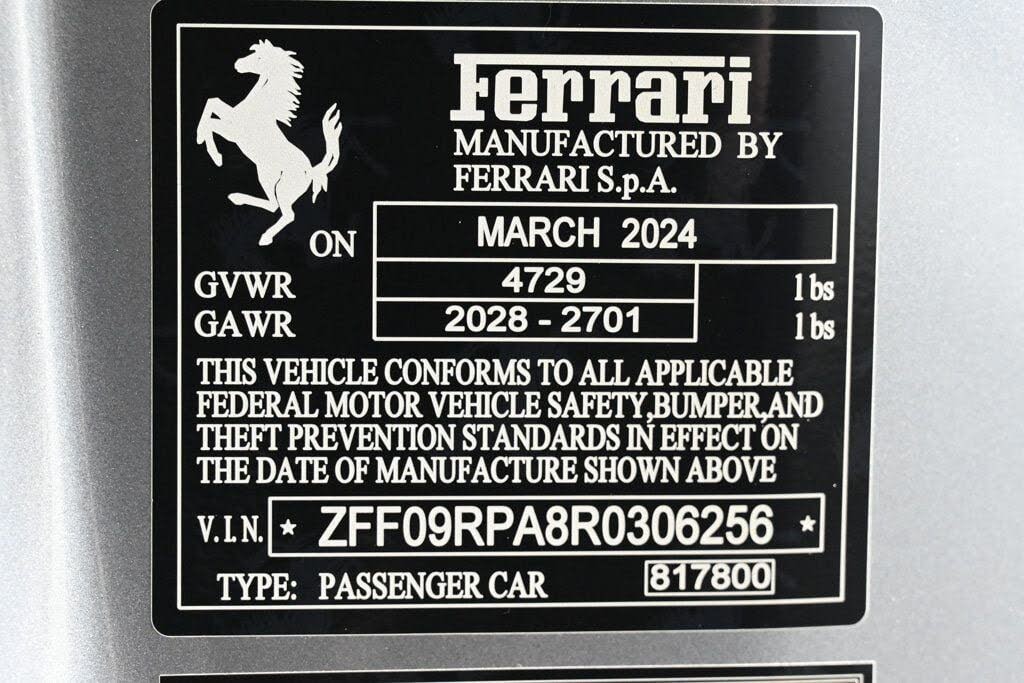 Ferrari
MANUFACTURED BY
FERRARI S.p.A.
ON MARCH 2024
GVWR 4729 lbs
GAWR 2028 - 2701 lbs
THIS VEHICLE CONFORMS TO ALL APPLICABLE
FEDERAL MOTOR VEHICLE SAFETY,BUMPER,AND
THEFT PREVENTION STANDARDS IN EFFECT ON
THE DATE OF MANUFACTURE SHOWN ABOVE
V.I.N. * ZFF09RPA8R0306256 *
TYPE: PASSENGER CAR 817800